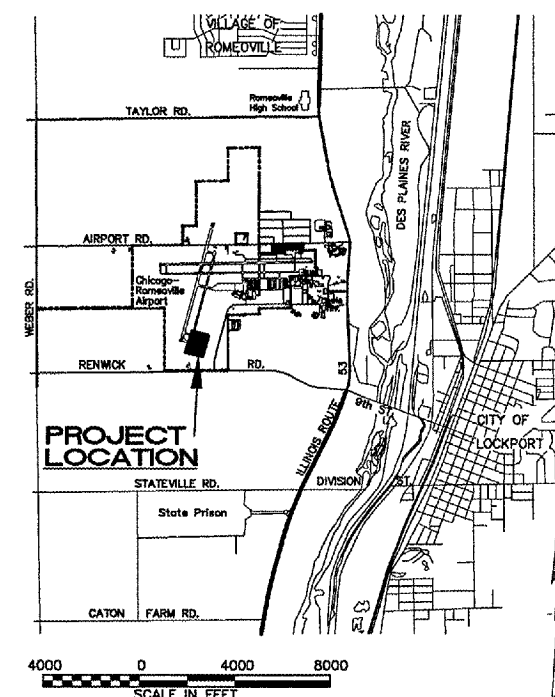 VILLAGE OF
ROMEOVILLE
Romeoville
High School
TAYLOR RD.
DES PLAINES RIVER
AIRPORT RD.
WEBER RD.
Chicago-
Romeoville
Airport
RENWICK RD.
53
9th ST.
PROJECT
LOCATION
ILLINOIS ROUTE
CITY OF
LOCKPORT
STATEVILLE RD.
DIVISION ST.
State Prison
CATON FARM RD.
4000 0 4000 8000
SCALE IN FEET